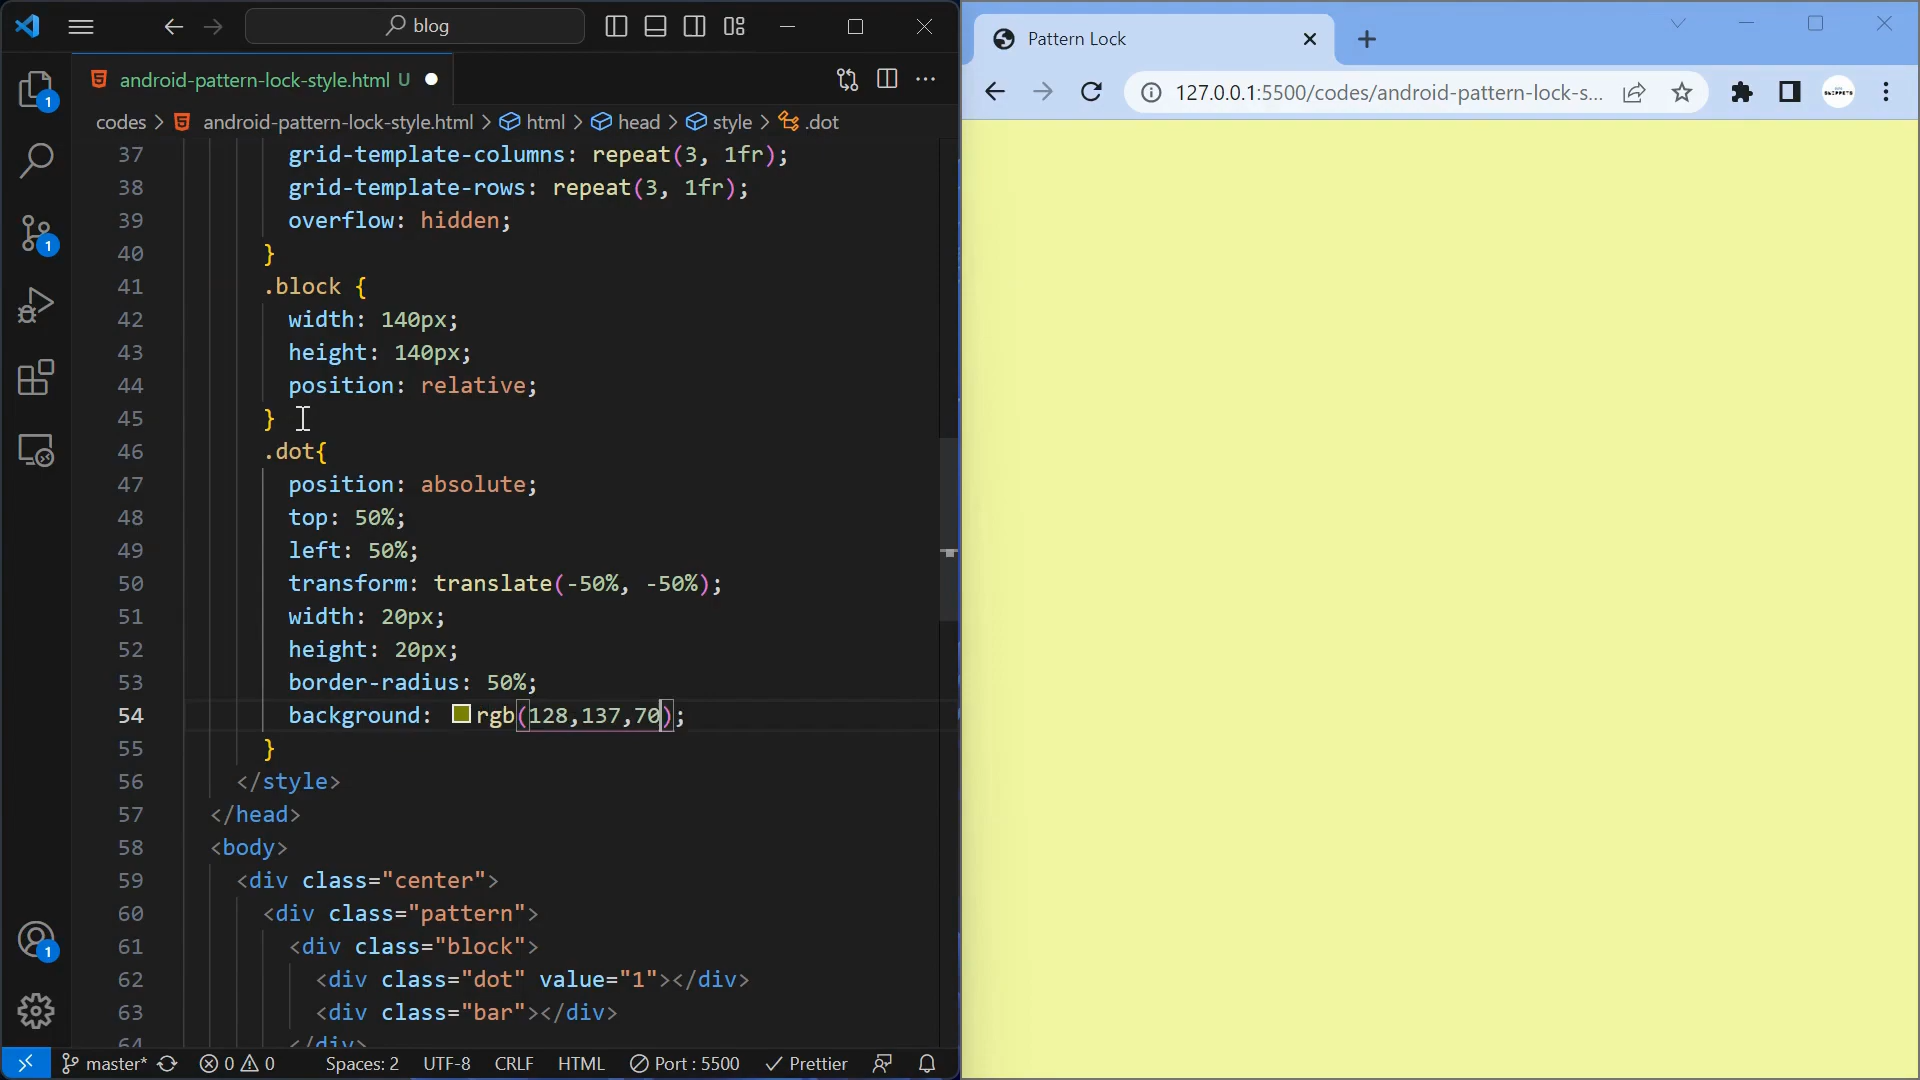 blog
android-pattern-lock-style.html U
codes > android-pattern-lock-style.html > html > head > style > .dot
37 grid-template-columns: repeat(3, 1fr);
38 grid-template-rows: repeat(3, 1fr);
39 overflow: hidden;
40 }
41 .block {
42 width: 140px;
43 height: 140px;
44 position: relative;
45 }
46 .dot{
47 position: absolute;
48 top: 50%;
49 left: 50%;
50 transform: translate(-50%, -50%);
51 width: 20px;
52 height: 20px;
53 border-radius: 50%;
54 background: rgb(128,137,70);
55 }
56 </style>
57 </head>
58 <body>
59 <div class="center">
60 <div class="pattern">
61 <div class="block">
62 <div class="dot" value="1"></div>
63 <div class="bar"></div>
64 </div>
1
1
1
master* 0 0 Spaces: 2 UTF-8 CRLF HTML Port : 5500 Prettier
Pattern Lock
127.0.0.1:5500/codes/android-pattern-lock-s...